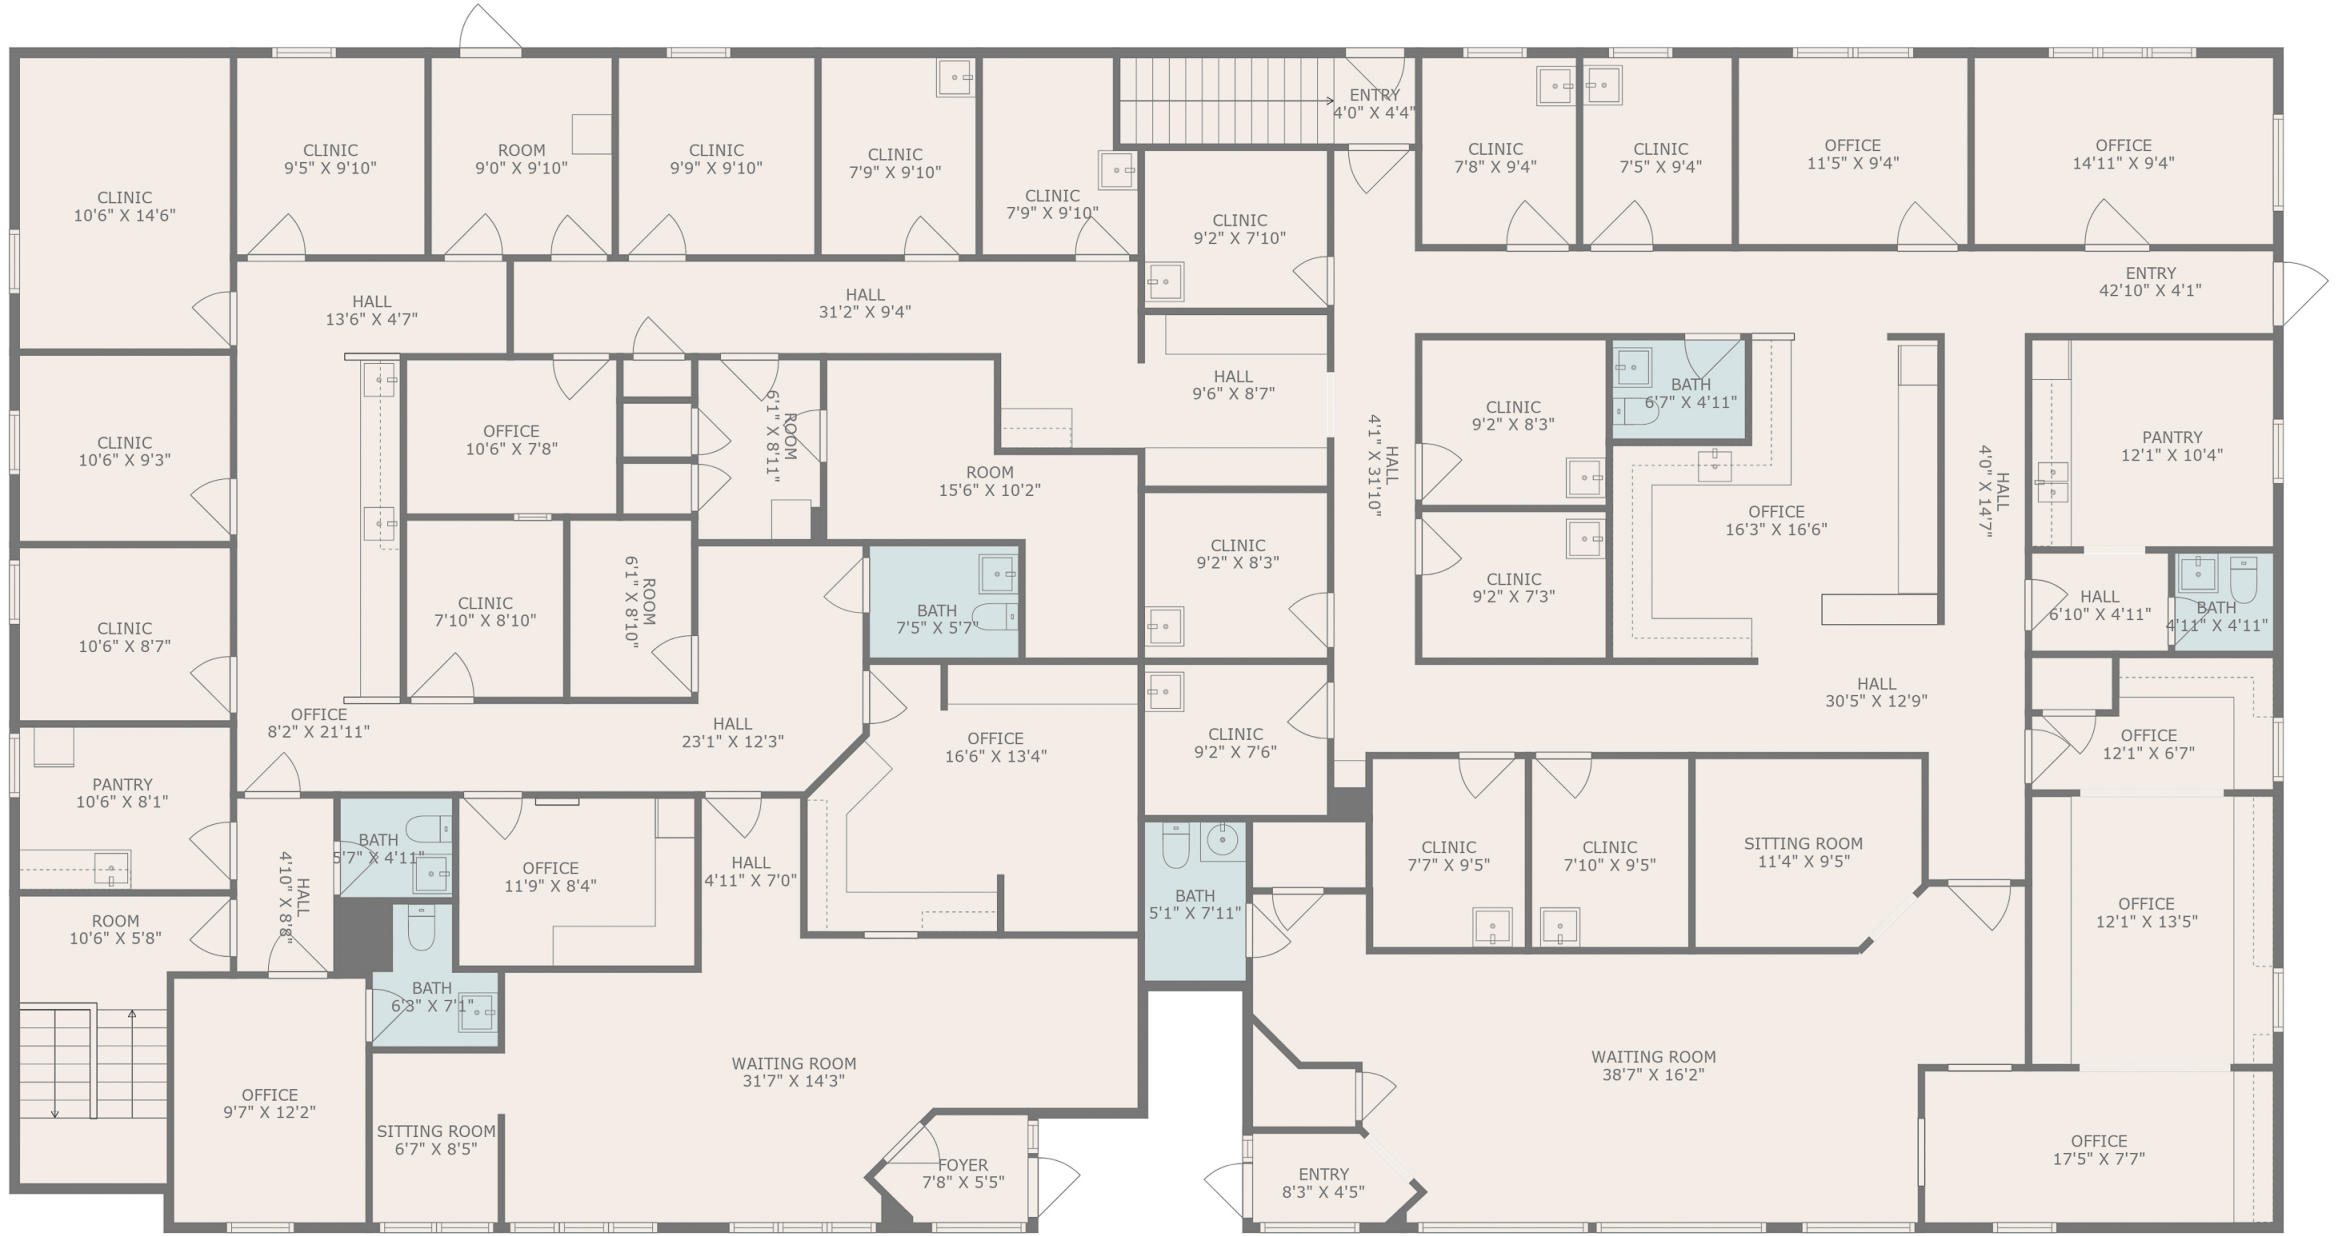 CLINIC
10'6" X 14'6"
CLINIC
9'5" X 9'10"
ROOM
9'0" X 9'10"
CLINIC
9'9" X 9'10"
CLINIC
7'9" X 9'10"
CLINIC
7'9" X 9'10"
ENTRY
4'0" X 4'4"
CLINIC
7'8" X 9'4"
CLINIC
7'5" X 9'4"
OFFICE
11'5" X 9'4"
OFFICE
14'11" X 9'4"
CLINIC
9'2" X 7'10"
HALL
13'6" X 4'7"
HALL
31'2" X 9'4"
ENTRY
42'10" X 4'1"
HALL
9'6" X 8'7"
BATH
6'7" X 4'11"
CLINIC
9'2" X 8'3"
CLINIC
10'6" X 9'3"
OFFICE
10'6" X 7'8"
ROOM
6'1" X 8'11"
ROOM
15'6" X 10'2"
HALL
4'1" X 31'10"
OFFICE
16'3" X 16'6"
HALL
4'0" X 14'7"
PANTRY
12'1" X 10'4"
CLINIC
10'6" X 8'7"
CLINIC
7'10" X 8'10"
ROOM
6'1" X 8'10"
BATH
7'5" X 5'7"
CLINIC
9'2" X 8'3"
CLINIC
9'2" X 7'3"
HALL
6'10" X 4'11"
BATH
4'11" X 4'11"
OFFICE
8'2" X 21'11"
HALL
23'1" X 12'3"
OFFICE
16'6" X 13'4"
CLINIC
9'2" X 7'6"
HALL
30'5" X 12'9"
OFFICE
12'1" X 6'7"
PANTRY
10'6" X 8'1"
BATH
5'7" X 4'11"
HALL
4'10" X 8'8"
OFFICE
11'9" X 8'4"
HALL
4'11" X 7'0"
BATH
5'1" X 7'11"
CLINIC
7'7" X 9'5"
CLINIC
7'10" X 9'5"
SITTING ROOM
11'4" X 9'5"
OFFICE
12'1" X 13'5"
ROOM
10'6" X 5'8"
BATH
6'3" X 7'1"
OFFICE
9'7" X 12'2"
WAITING ROOM
31'7" X 14'3"
WAITING ROOM
38'7" X 16'2"
SITTING ROOM
6'7" X 8'5"
FOYER
7'8" X 5'5"
ENTRY
8'3" X 4'5"
OFFICE
17'5" X 7'7"